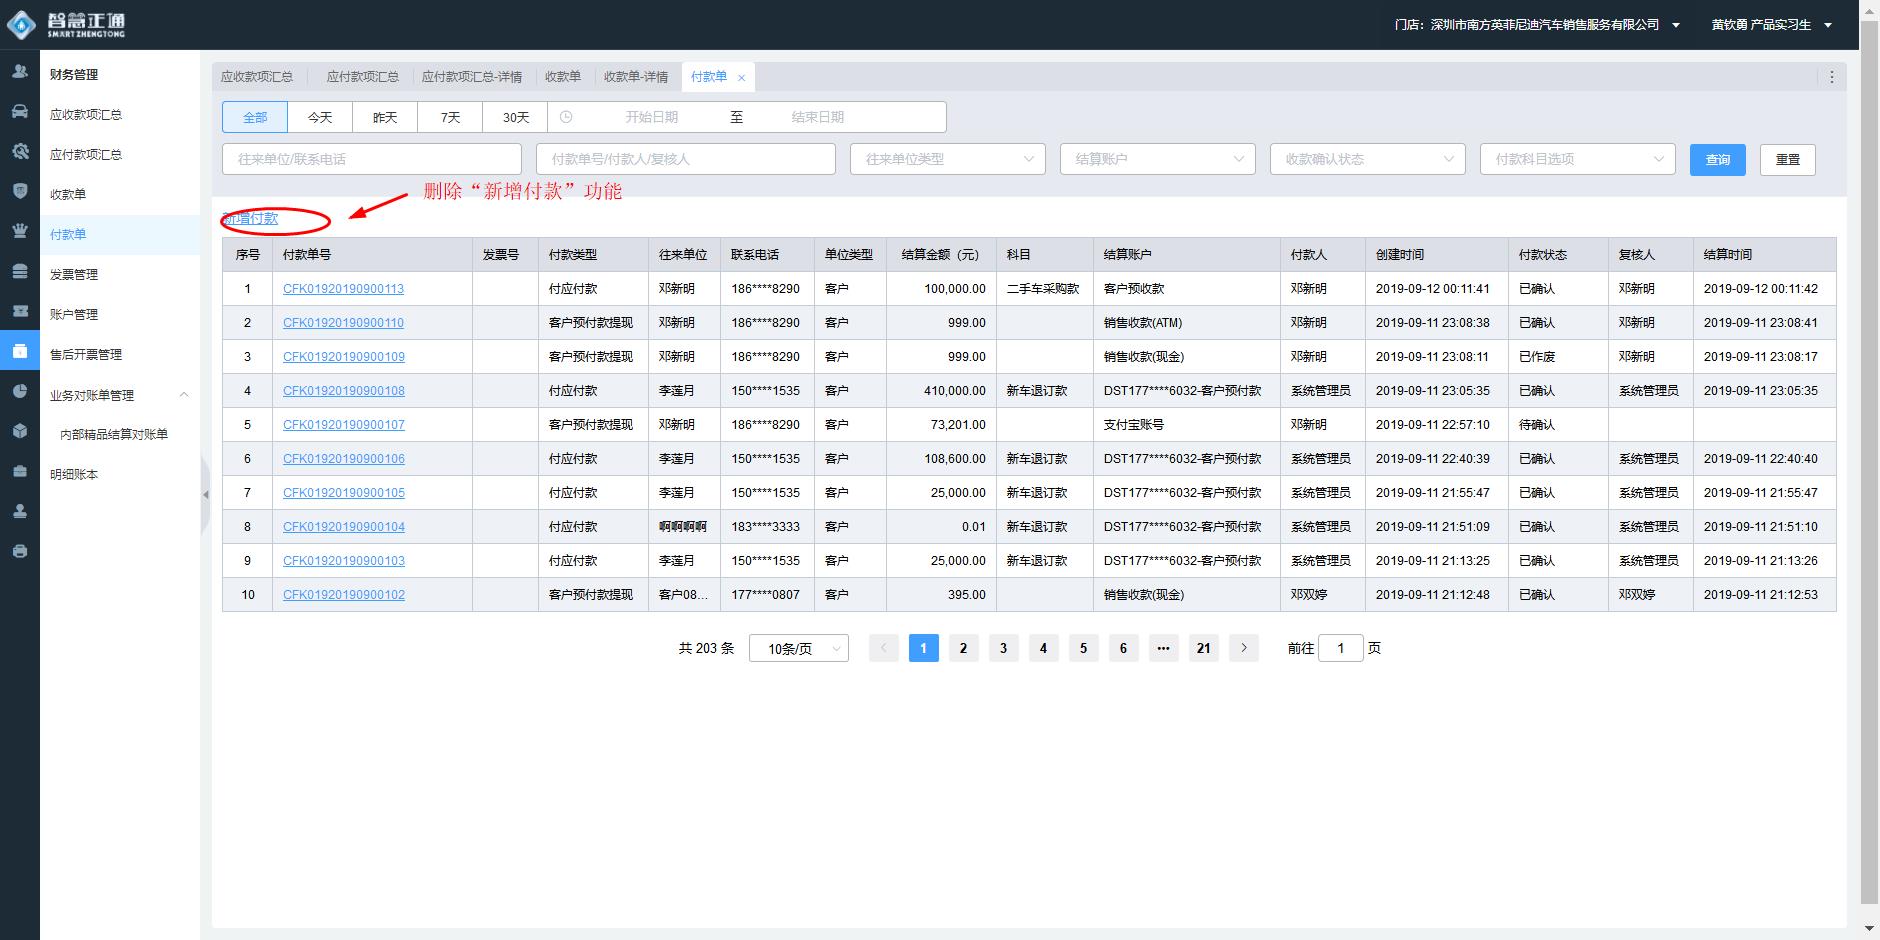 智慧正通
SMART ZHENGTONG
门店：深圳市南方英菲尼迪汽车销售服务有限公司
黄钦勇 产品实习生
财务管理
应收款项汇总
应付款项汇总
收款单
付款单
发票管理
账户管理
售后开票管理
业务对账单管理
内部精品结算对账单
明细账本
应收款项汇总 应付款项汇总 应付款项汇总-详情 收款单 收款单-详情 付款单 ×
全部 今天 昨天 7天 30天 开始日期 至 结束日期
往来单位/联系电话 付款单号/付款人/复核人 往来单位类型 结算账户 收款确认状态 付款科目选项 查询 重置
删除“新增付款”功能
新增付款
序号 付款单号 发票号 付款类型 往来单位 联系电话 单位类型 结算金额（元） 科目 结算账户 付款人 创建时间 付款状态 复核人 结算时间
1 CFK01920190900113 付应付款 邓新明 186****8290 客户 100,000.00 二手车采购款 客户预收款 邓新明 2019-09-12 00:11:41 已确认 邓新明 2019-09-12 00:11:42
2 CFK01920190900110 客户预付款提现 邓新明 186****8290 客户 999.00 销售收款(ATM) 邓新明 2019-09-11 23:08:38 已确认 邓新明 2019-09-11 23:08:41
3 CFK01920190900109 客户预付款提现 邓新明 186****8290 客户 999.00 销售收款(现金) 邓新明 2019-09-11 23:08:11 已作废 邓新明 2019-09-11 23:08:17
4 CFK01920190900108 付应付款 李莲月 150****1535 客户 410,000.00 新车退订款 DST177****6032-客户预付款 系统管理员 2019-09-11 23:05:35 已确认 系统管理员 2019-09-11 23:05:35
5 CFK01920190900107 客户预付款提现 邓新明 186****8290 客户 73,201.00 支付宝账号 邓新明 2019-09-11 22:57:10 待确认
6 CFK01920190900106 付应付款 李莲月 150****1535 客户 108,600.00 新车退订款 DST177****6032-客户预付款 系统管理员 2019-09-11 22:40:39 已确认 系统管理员 2019-09-11 22:40:40
7 CFK01920190900105 付应付款 李莲月 150****1535 客户 25,000.00 新车退订款 DST177****6032-客户预付款 系统管理员 2019-09-11 21:55:47 已确认 系统管理员 2019-09-11 21:55:47
8 CFK01920190900104 付应付款 啊啊啊啊 183****3333 客户 0.01 新车退订款 DST177****6032-客户预付款 系统管理员 2019-09-11 21:51:09 已确认 系统管理员 2019-09-11 21:51:10
9 CFK01920190900103 付应付款 李莲月 150****1535 客户 25,000.00 新车退订款 DST177****6032-客户预付款 系统管理员 2019-09-11 21:13:25 已确认 系统管理员 2019-09-11 21:13:26
10 CFK01920190900102 客户预付款提现 客户08... 177****0807 客户 395.00 销售收款(现金) 邓双婷 2019-09-11 21:12:48 已确认 邓双婷 2019-09-11 21:12:53
共 203 条 10条/页 1 2 3 4 5 6 ••• 21 前往 1 页